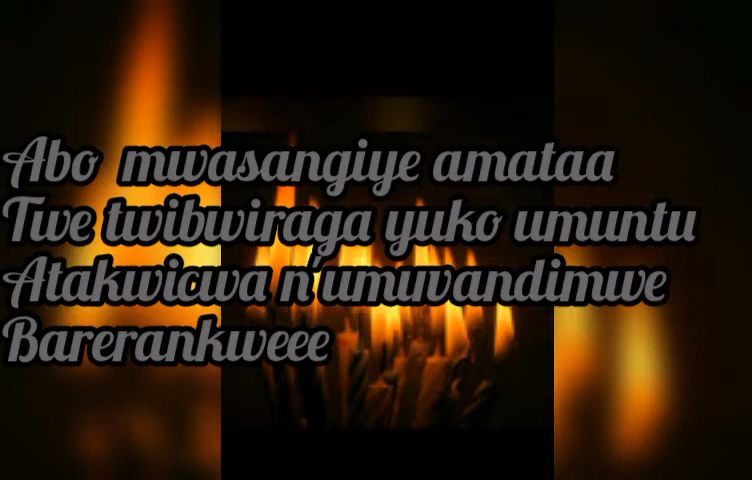 Abo mwasangiye amataa
Twe twibwiraga yuko umuntu
Atakwicwa n'umuvandimwe
Barerankweee